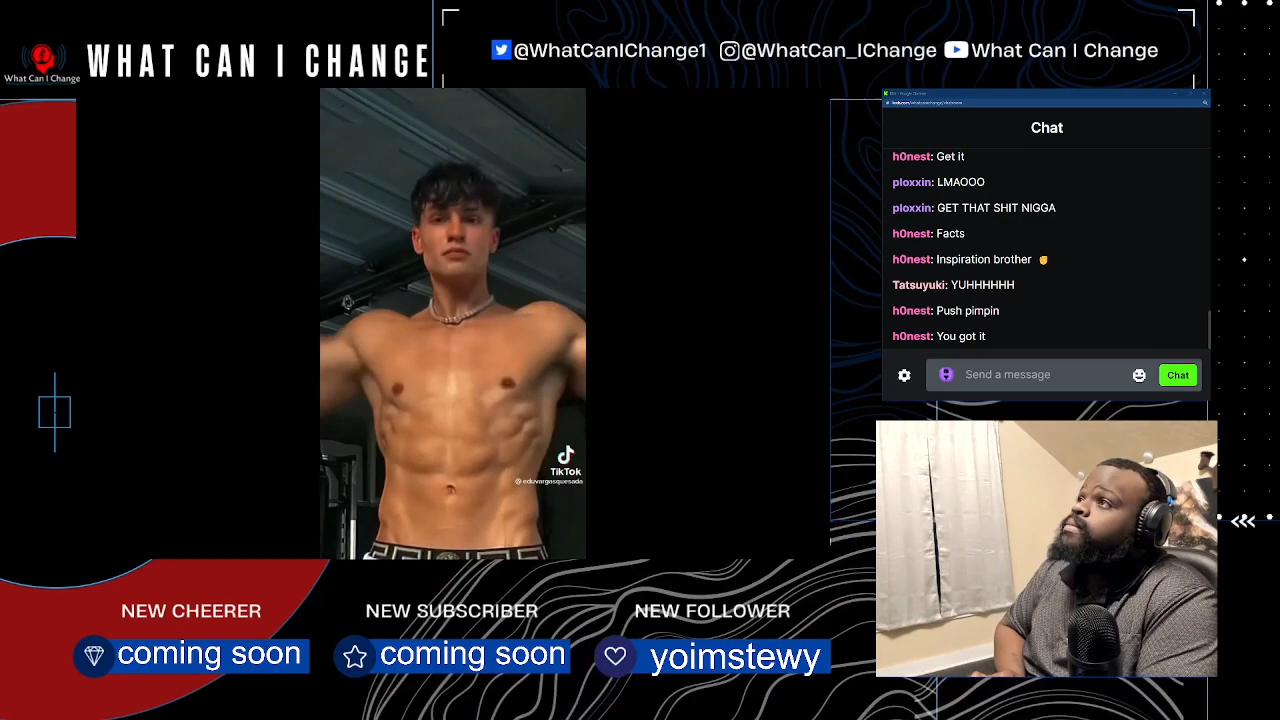 WHAT CAN I CHANGE
What Can I Change
@WhatCanIChange1
@WhatCan_IChange
What Can I Change
Chat
h0nest: Get it
ploxxin: LMAOOO
ploxxin: GET THAT SHIT NIGGA
h0nest: Facts
h0nest: Inspiration brother ✊
Tatsuyuki: YUHHHHHH
h0nest: Push pimpin
h0nest: You got it
Send a message
Chat
TikTok
@eduvargasquesada
NEW CHEERER
NEW SUBSCRIBER
NEW FOLLOWER
coming soon
coming soon
yoimstewy